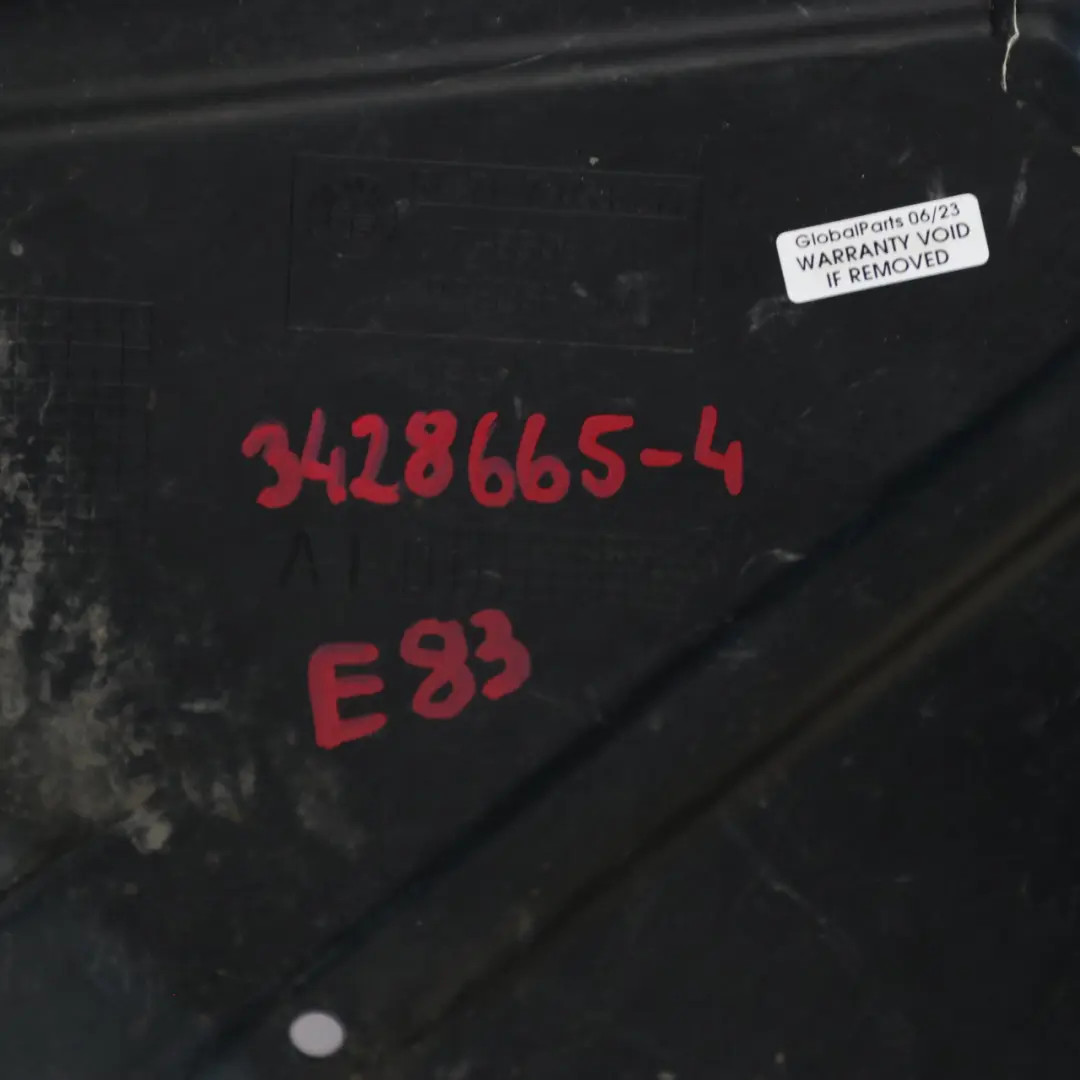 GlobalParts 06/23
WARRANTY VOID
IF REMOVED
3428665-4
E83